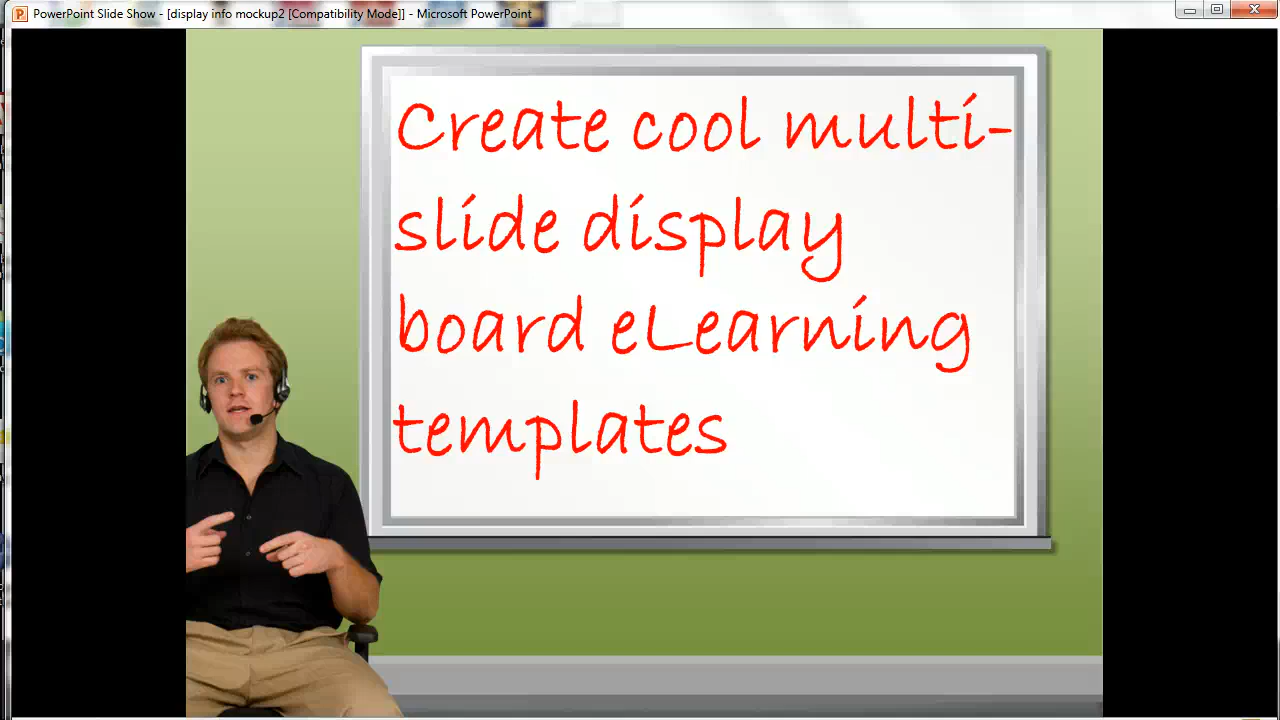 PowerPoint Slide Show - [display info mockup2 [Compatibility Mode]] - Microsoft PowerPoint
Create cool multi-
slide display
board eLearning
templates